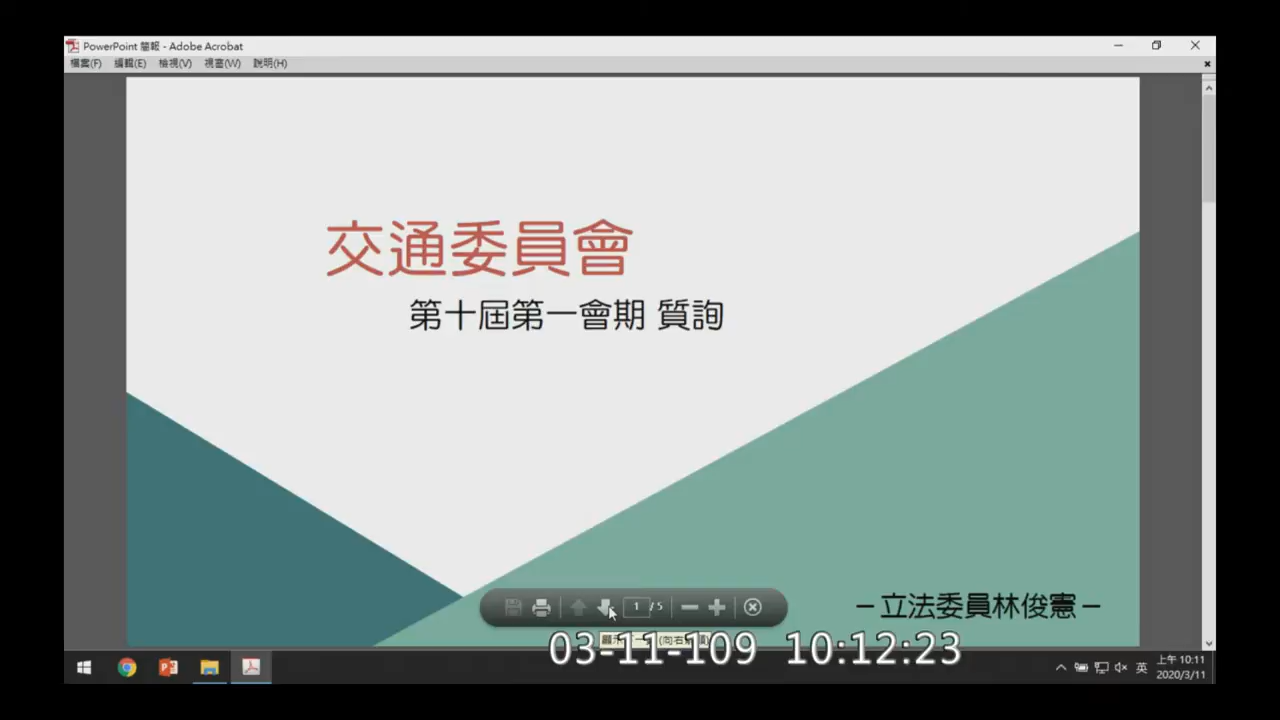 PowerPoint 簡報 - Adobe Acrobat
檔案(F) 編輯(E) 檢視(V) 視窗(W) 說明(H)
交通委員會
第十屆第一會期 質詢
1 / 5
–立法委員林俊憲–
03-11-109 10:12:23
英
上午 10:11
2020/3/11